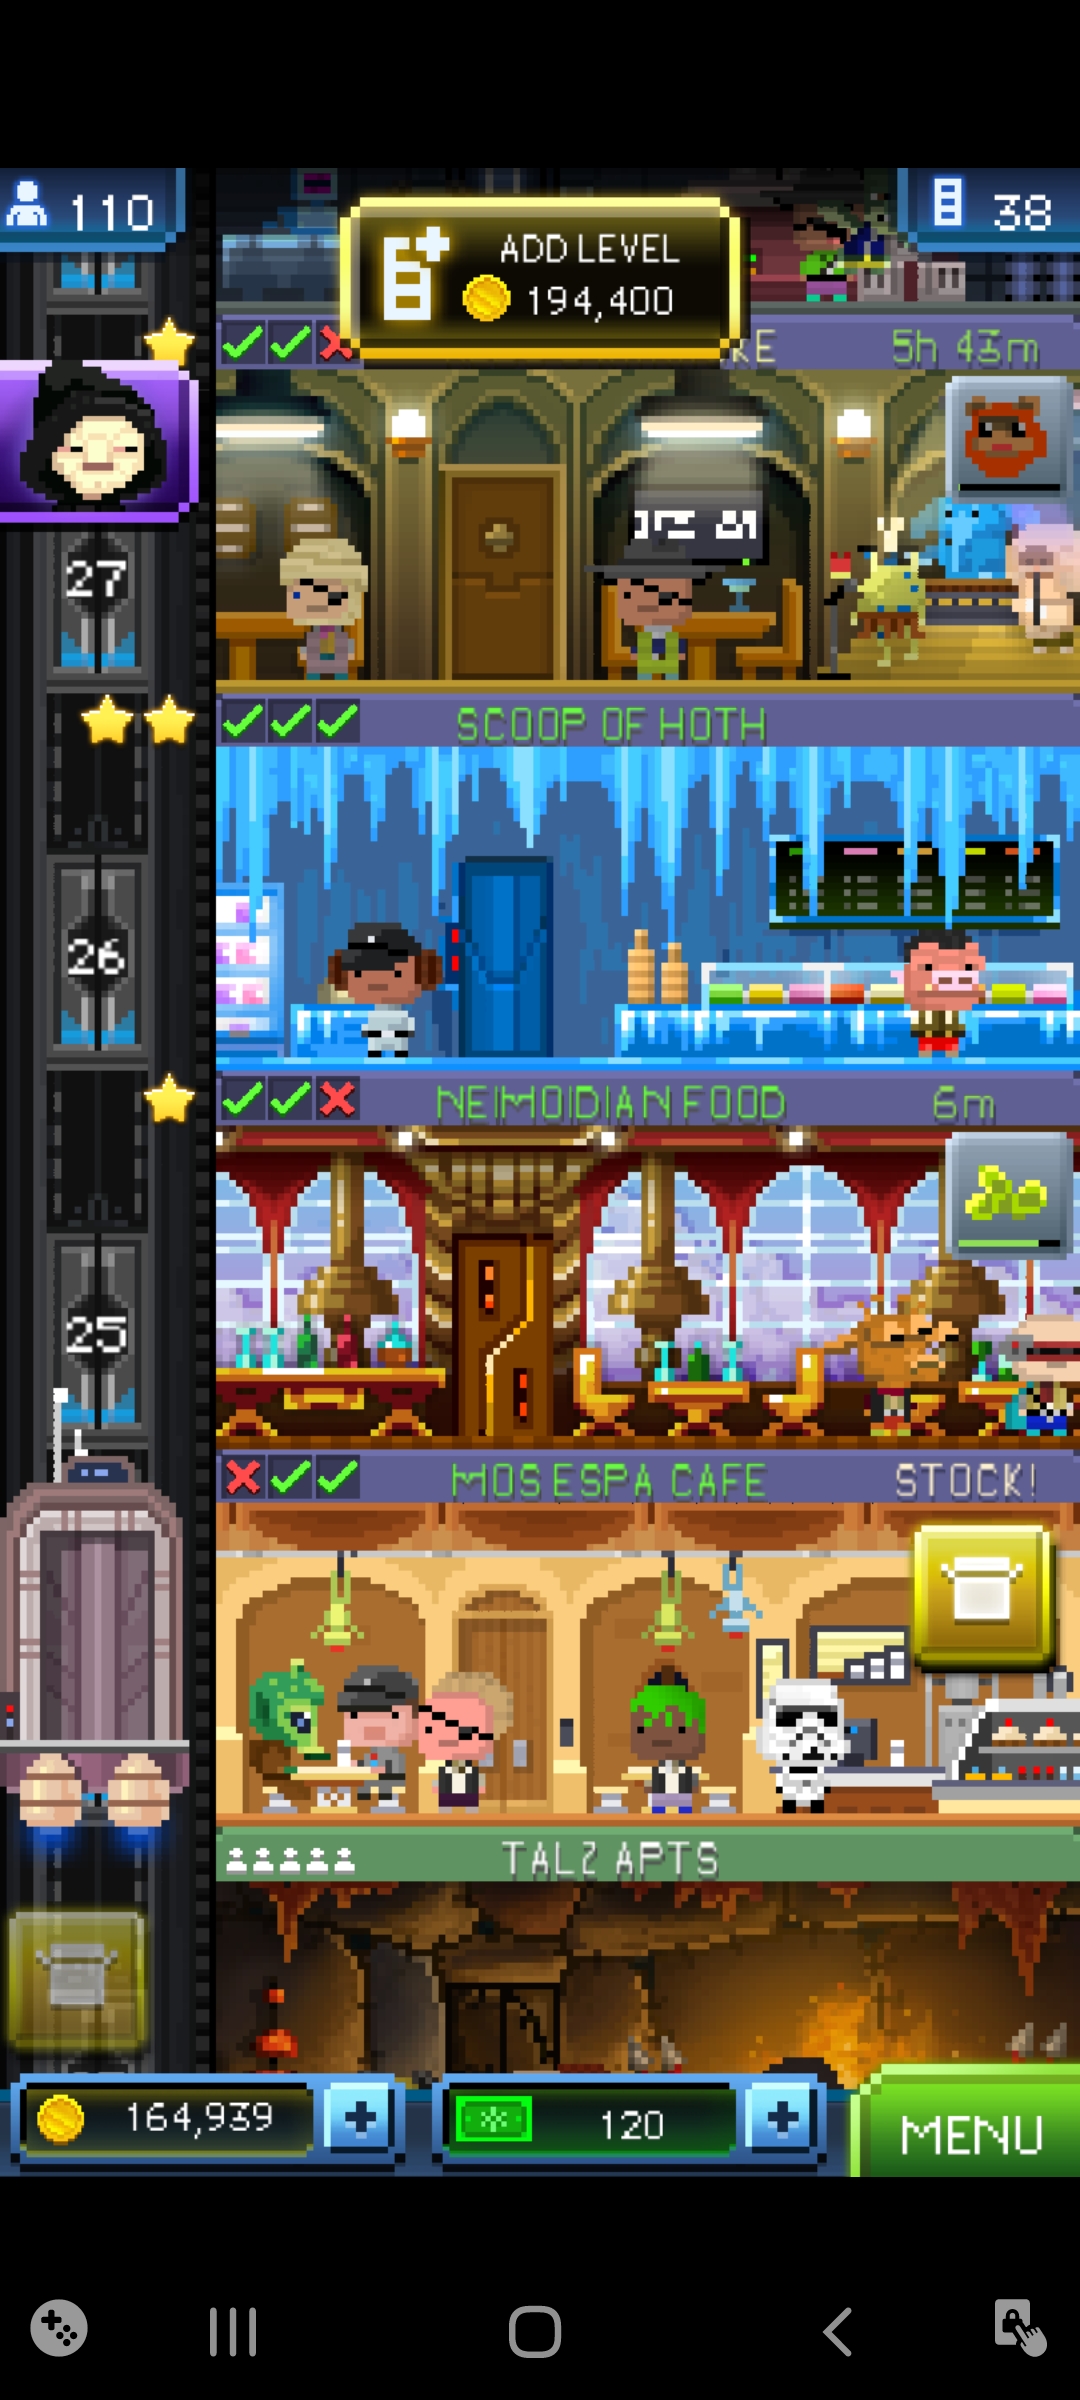 110
ADD LEVEL
194,400
38
KE
5h 43m
27
SCOOP OF HOTH
26
NEIMOIDIAN FOOD 6m
25
MOS ESPA CAFE STOCK!
TALZ APTS
164,939
120
MENU